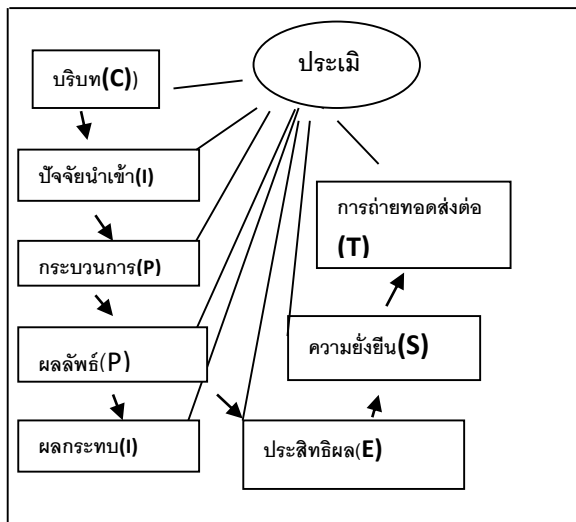 ประเมิ
บริบท(C))
ปัจจัยนำเข้า(I)
การถ่ายทอดส่งต่อ
(T)
กระบวนการ(P)
ความยั่งยืน(S)
ผลลัพธ์(P)
ผลกระทบ(I)
ประสิทธิผล(E)